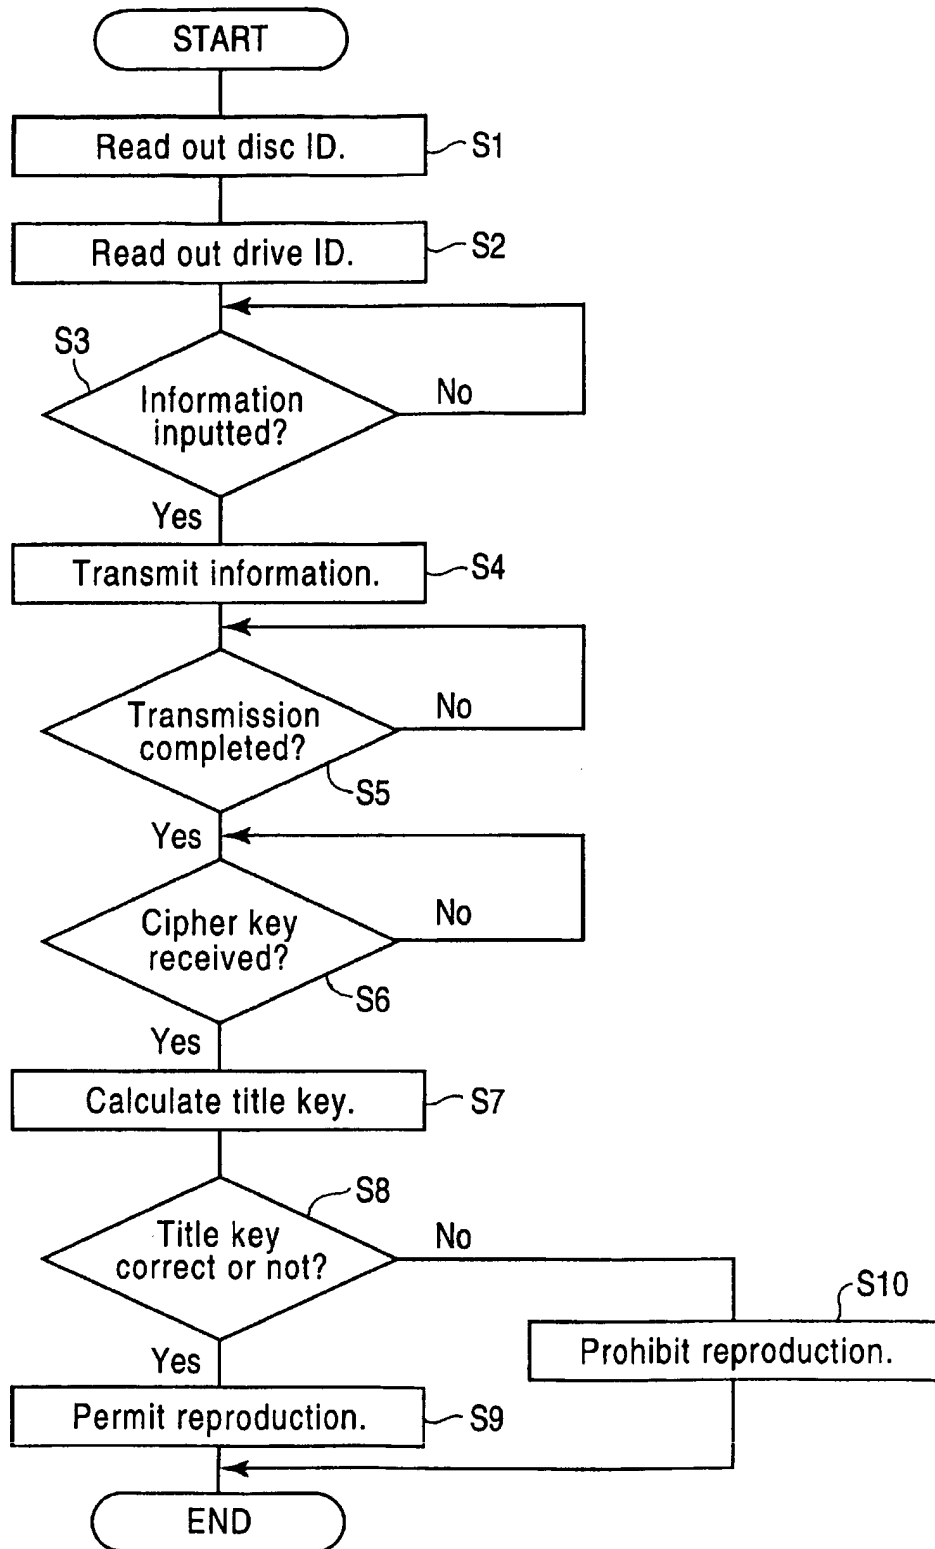 START
Read out disc ID.
S1
Read out drive ID.
S2
S3
Information
inputted?
No
Yes
Transmit information.
S4
Transmission
completed?
No
S5
Yes
Cipher key
received?
No
S6
Yes
Calculate title key.
S7
S8
Title key
correct or not?
No
S10
Yes
Prohibit reproduction.
Permit reproduction.
S9
END